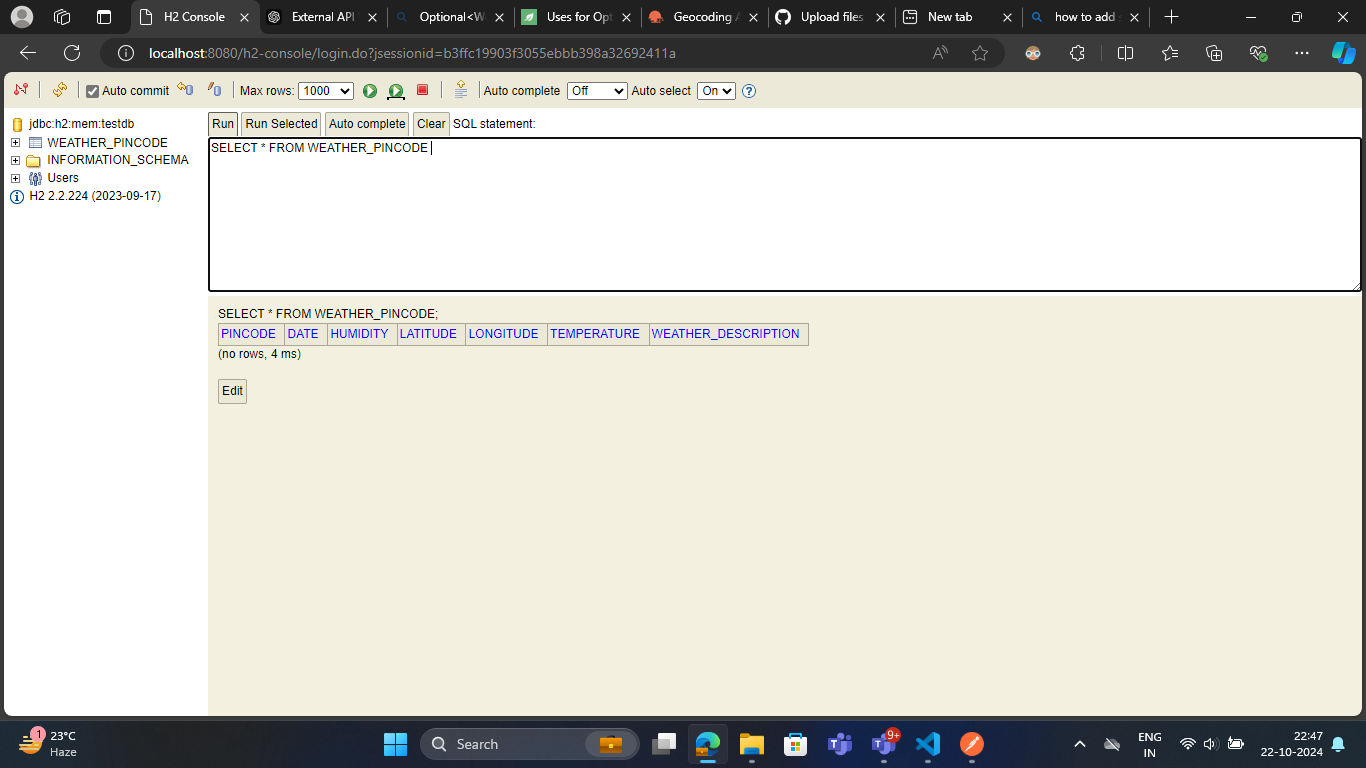 H2 Console
External API
Optional<W
Uses for Opt
Geocoding A
Upload files
New tab
how to add
localhost:8080/h2-console/login.do?jsessionid=b3ffc19903f3055ebbb398a32692411a
Auto commit
Max rows: 1000
Auto complete Off
Auto select On
jdbc:h2:mem:testdb
WEATHER_PINCODE
INFORMATION_SCHEMA
Users
H2 2.2.224 (2023-09-17)
Run Run Selected Auto complete Clear SQL statement:
SELECT * FROM WEATHER_PINCODE
SELECT * FROM WEATHER_PINCODE;
PINCODE DATE HUMIDITY LATITUDE LONGITUDE TEMPERATURE WEATHER_DESCRIPTION
(no rows, 4 ms)
Edit
1
23°C
Haze
Search
9+
ENG
IN
22:47
22-10-2024